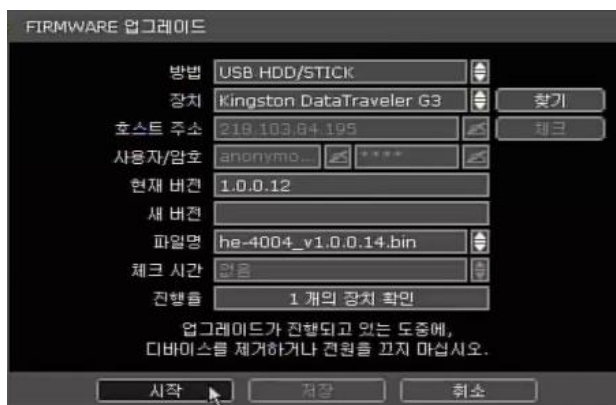 FIRMWARE 업그레이드
방법 USB HDD/STICK
장치 Kingston DataTraveler G3 찾기
호스트 주소 218.103.84.195 체크
사용자/암호 anonymo... ****
현재 버전 1.0.0.12
새 버전
파일명 he-4004_v1.0.0.14.bin
체크 시간 없음
진행율 1 개의 장치 확인
업그레이드가 진행되고 있는 도중에,
디바이스를 제거하거나 전원을 끄지 마십시오.
시작 저장 취소